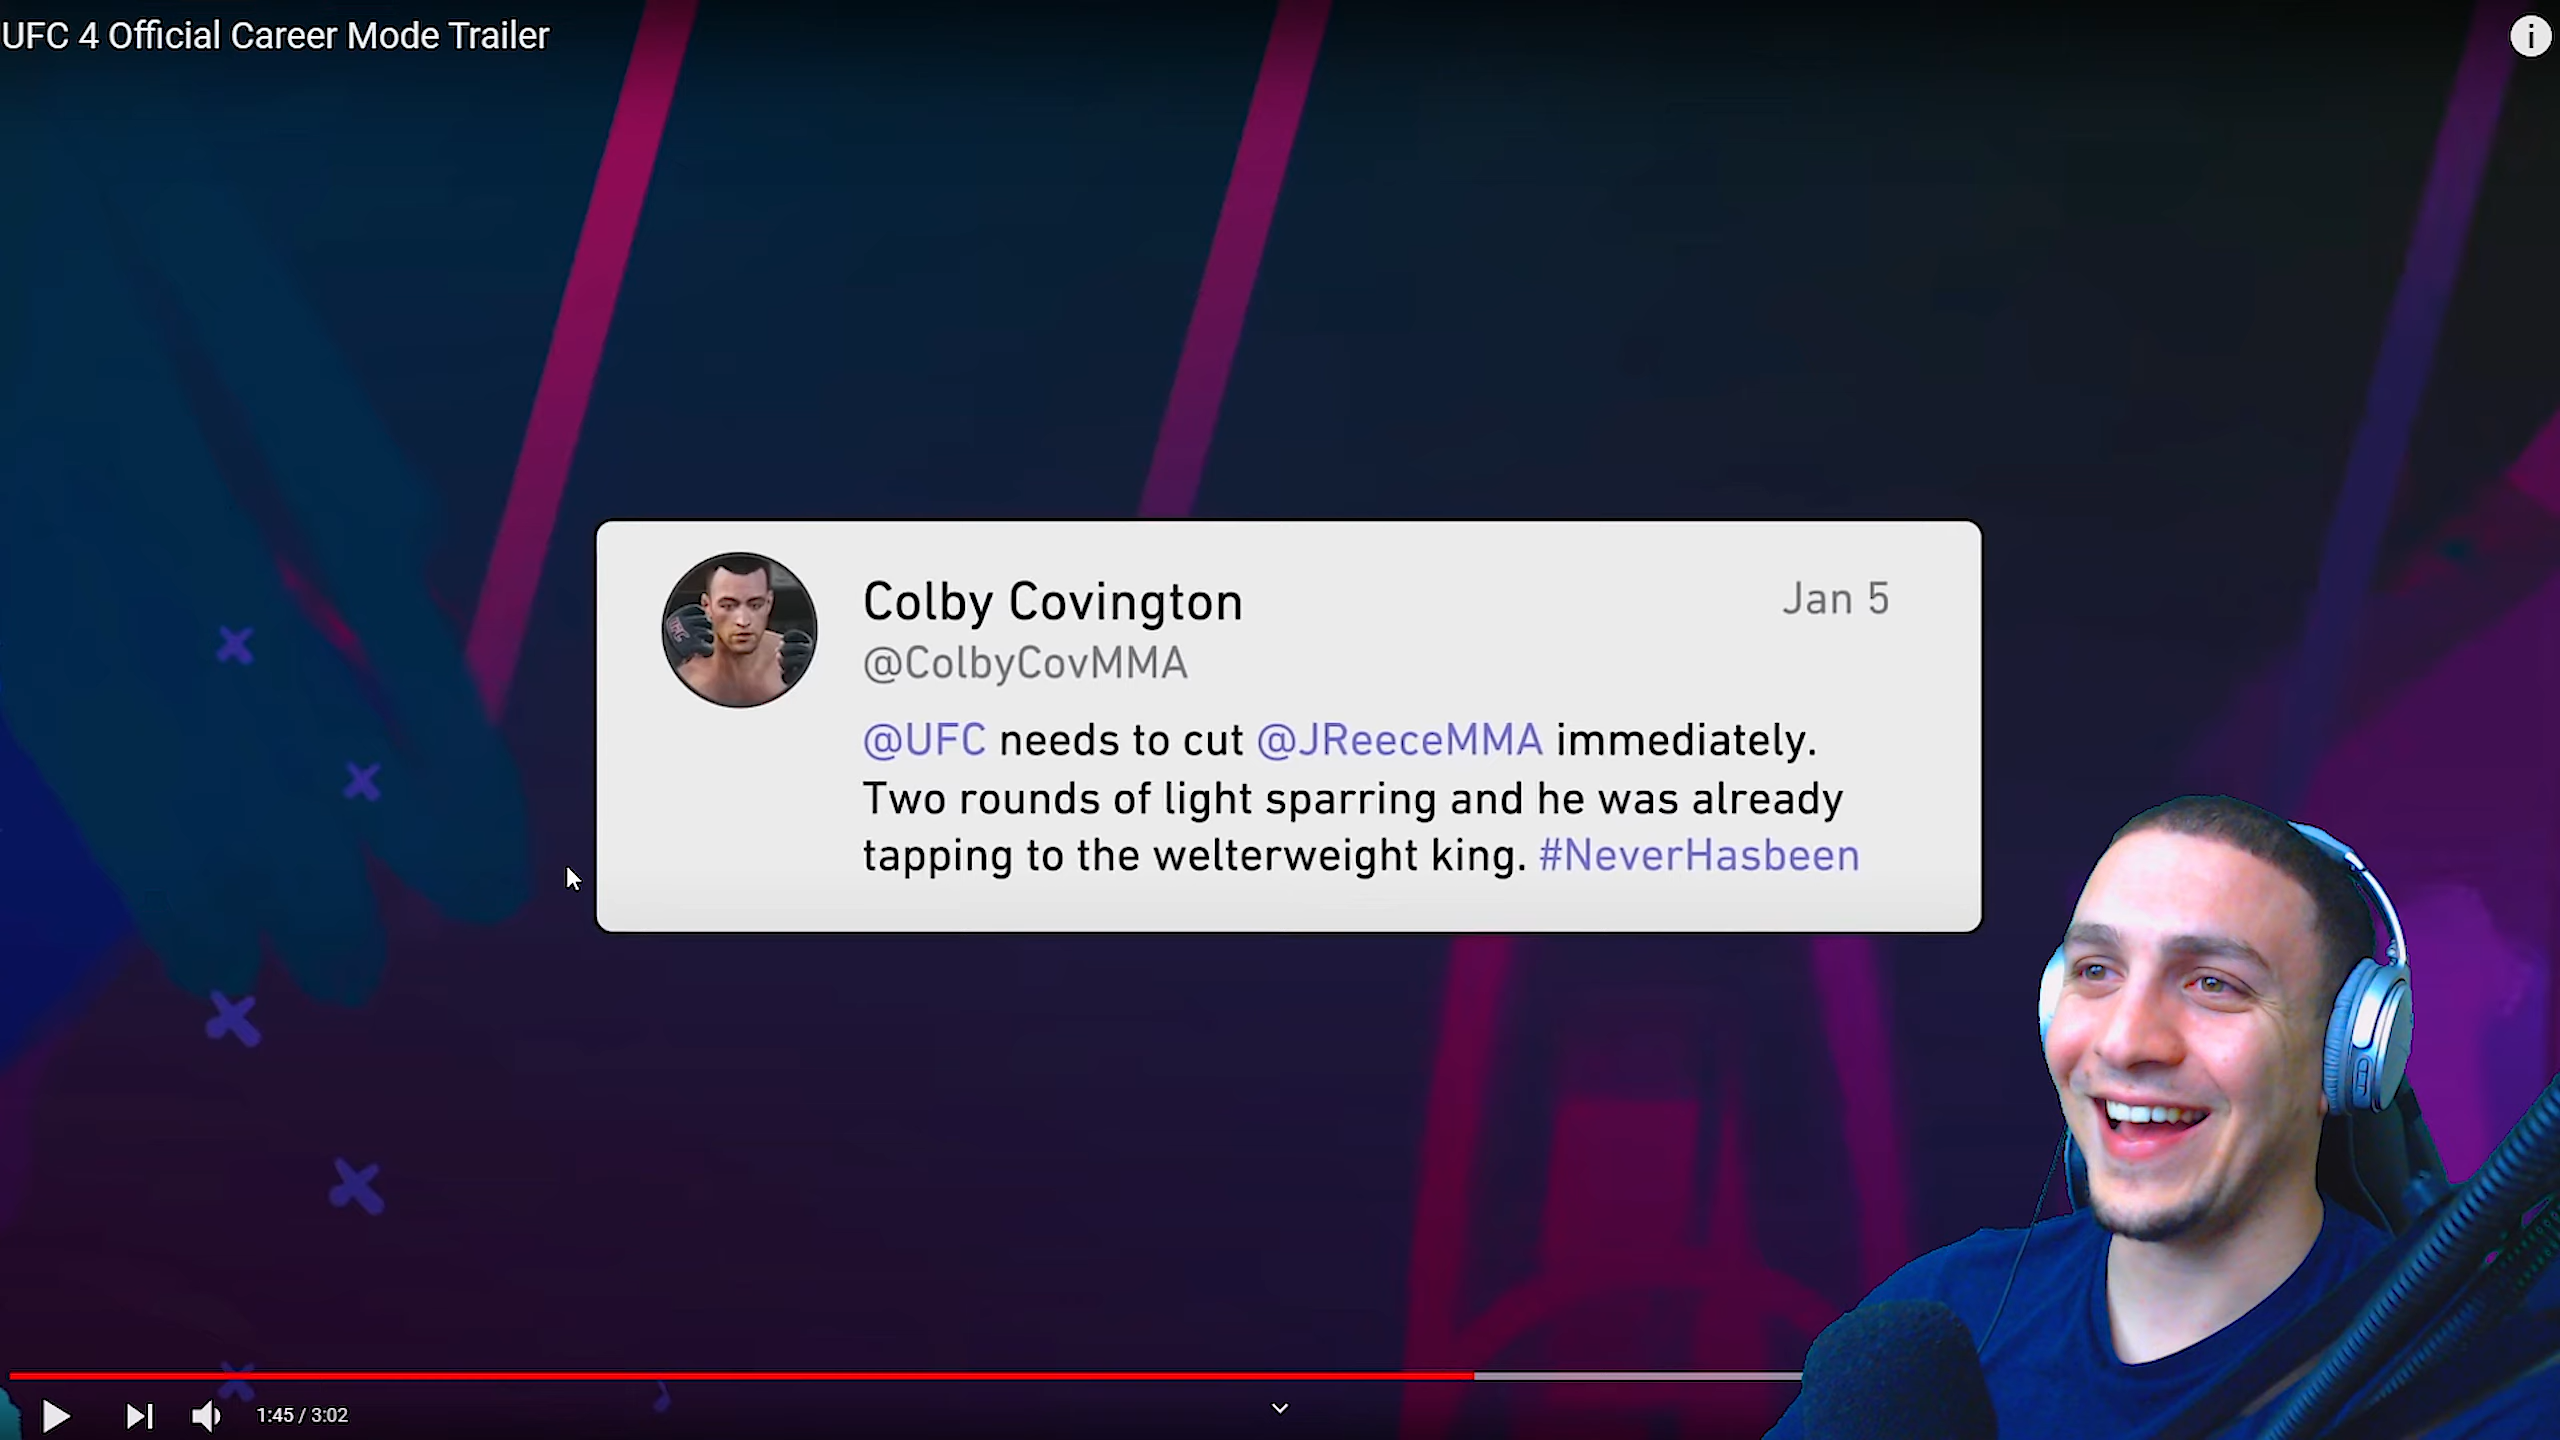 UFC 4 Official Career Mode Trailer
Colby Covington
Jan 5
@ColbyCovMMA
@UFC needs to cut @JReeceMMA immediately.
Two rounds of light sparring and he was already
tapping to the welterweight king. #NeverHasbeen
1:45 / 3:02